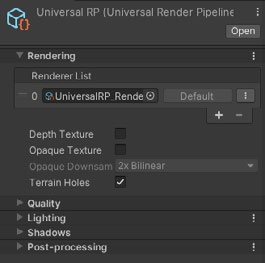 Universal RP (Universal Render Pipeline
Open
Rendering
Renderer List
0 UniversalRP_Rende Default
Depth Texture
Opaque Texture
Opaque Downsam 2x Bilinear
Terrain Holes
Quality
Lighting
Shadows
Post-processing